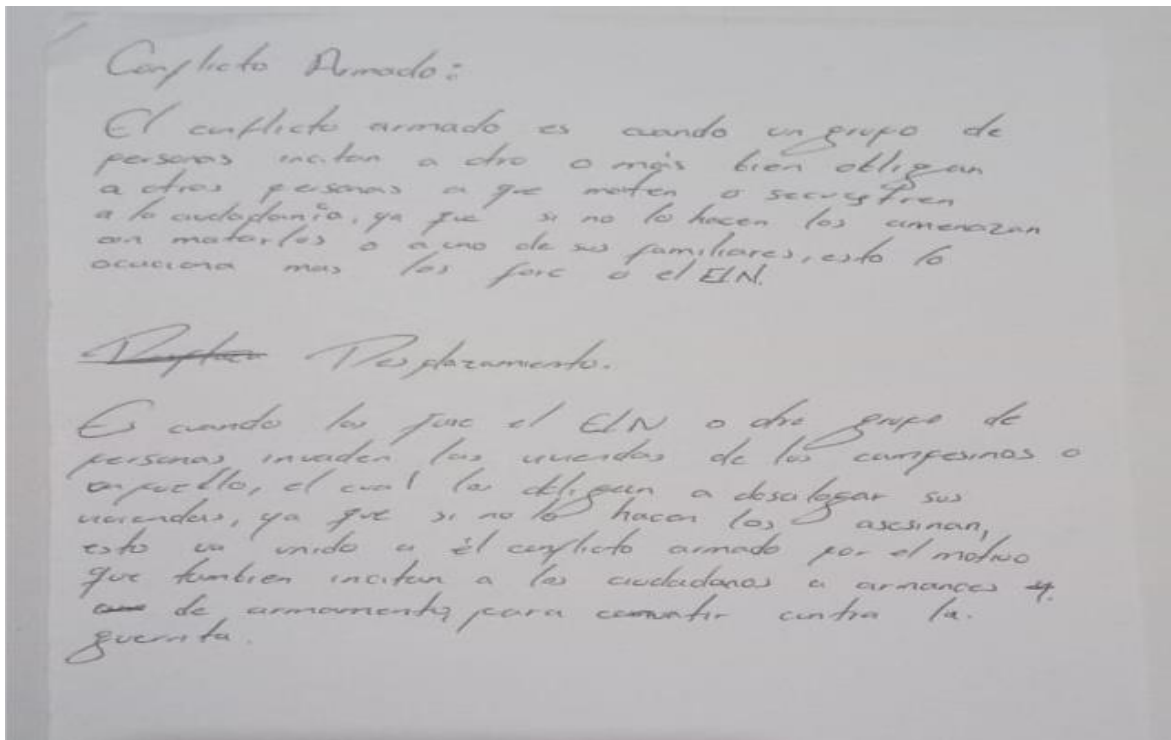 Conflicto Armado:
El conflicto armado es cuando un grupo de
personas incitan a otro o más bien obligan
a otras personas a que maten o secuestren
a la ciudadanía, ya que si no lo hacen los amenazan
con matarlos o a uno de sus familiares, esto lo
ocaciona mas las farc o el ELN.
Desplazamiento.
Es cuando las farc el ELN o otro grupo de
personas invaden las viviendas de los campesinos o
un pueblo, el cual los obligan a desalogar sus
viviendas, ya que si no lo hacen los asesinan,
esto va unido a él conflicto armado por el motivo
que tambien incitan a los ciudadanos a armarces
de armamento, para comvatir contra la
guerrilla.